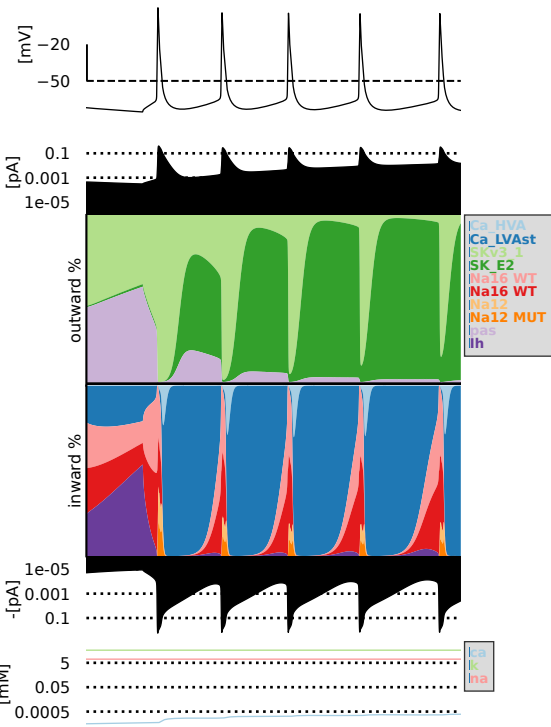 [mV]
−20
−50
[pA]
0.1
0.001
1e-05
outward %
Ca_HVA
Ca_LVAst
SKv3_1
SK_E2
Na16 WT
Na16 WT
Na12
Na12 MUT
pas
Ih
inward %
-[pA]
1e-05
0.001
0.1
[mM]
5
0.05
0.0005
ca
k
na